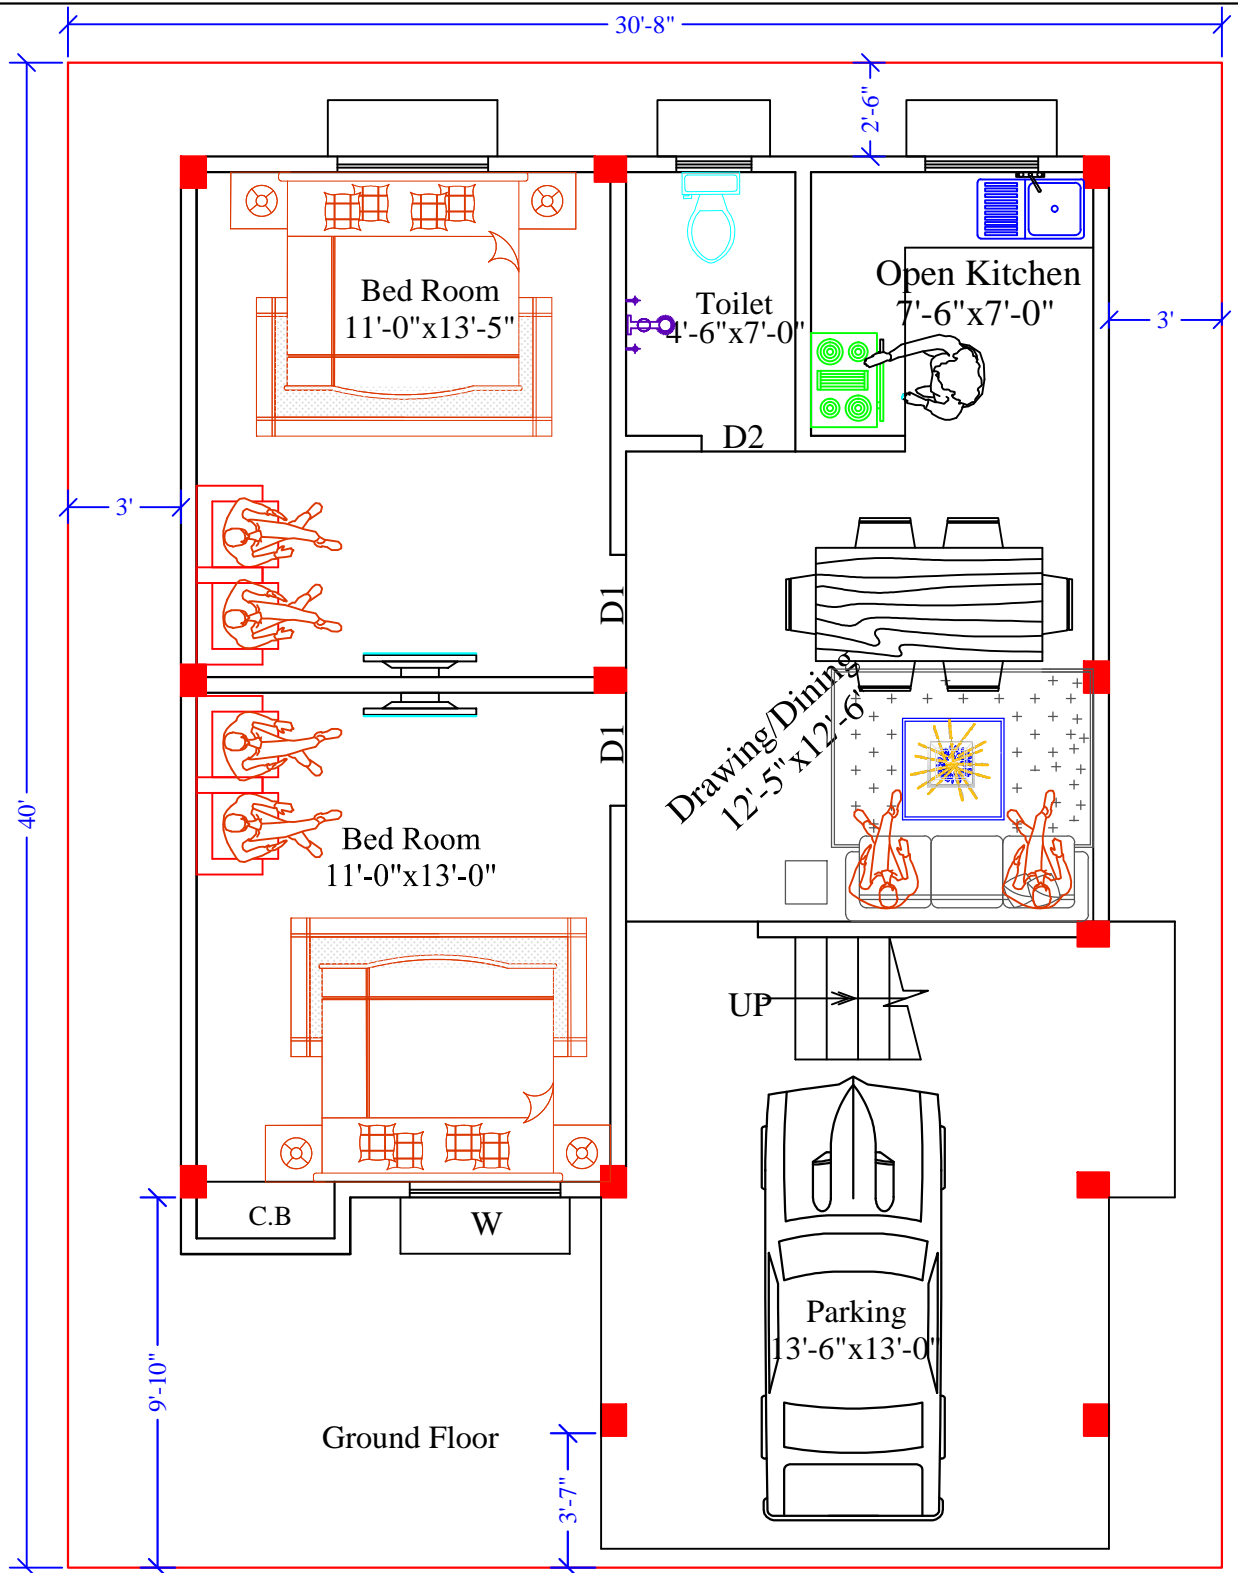 30'-8"
2'-6"
Bed Room
11'-0"x13'-5"
Toilet
4'-6"x7'-0"
Open Kitchen
7'-6"x7'-0"
3'
3'
D2
D1
D1
Drawing/Dining
12'-5"x12'-6'
40'
Bed Room
11'-0"x13'-0"
UP
C.B
W
Parking
13'-6"x13'-0"
9'-10"
Ground Floor
3'-7"